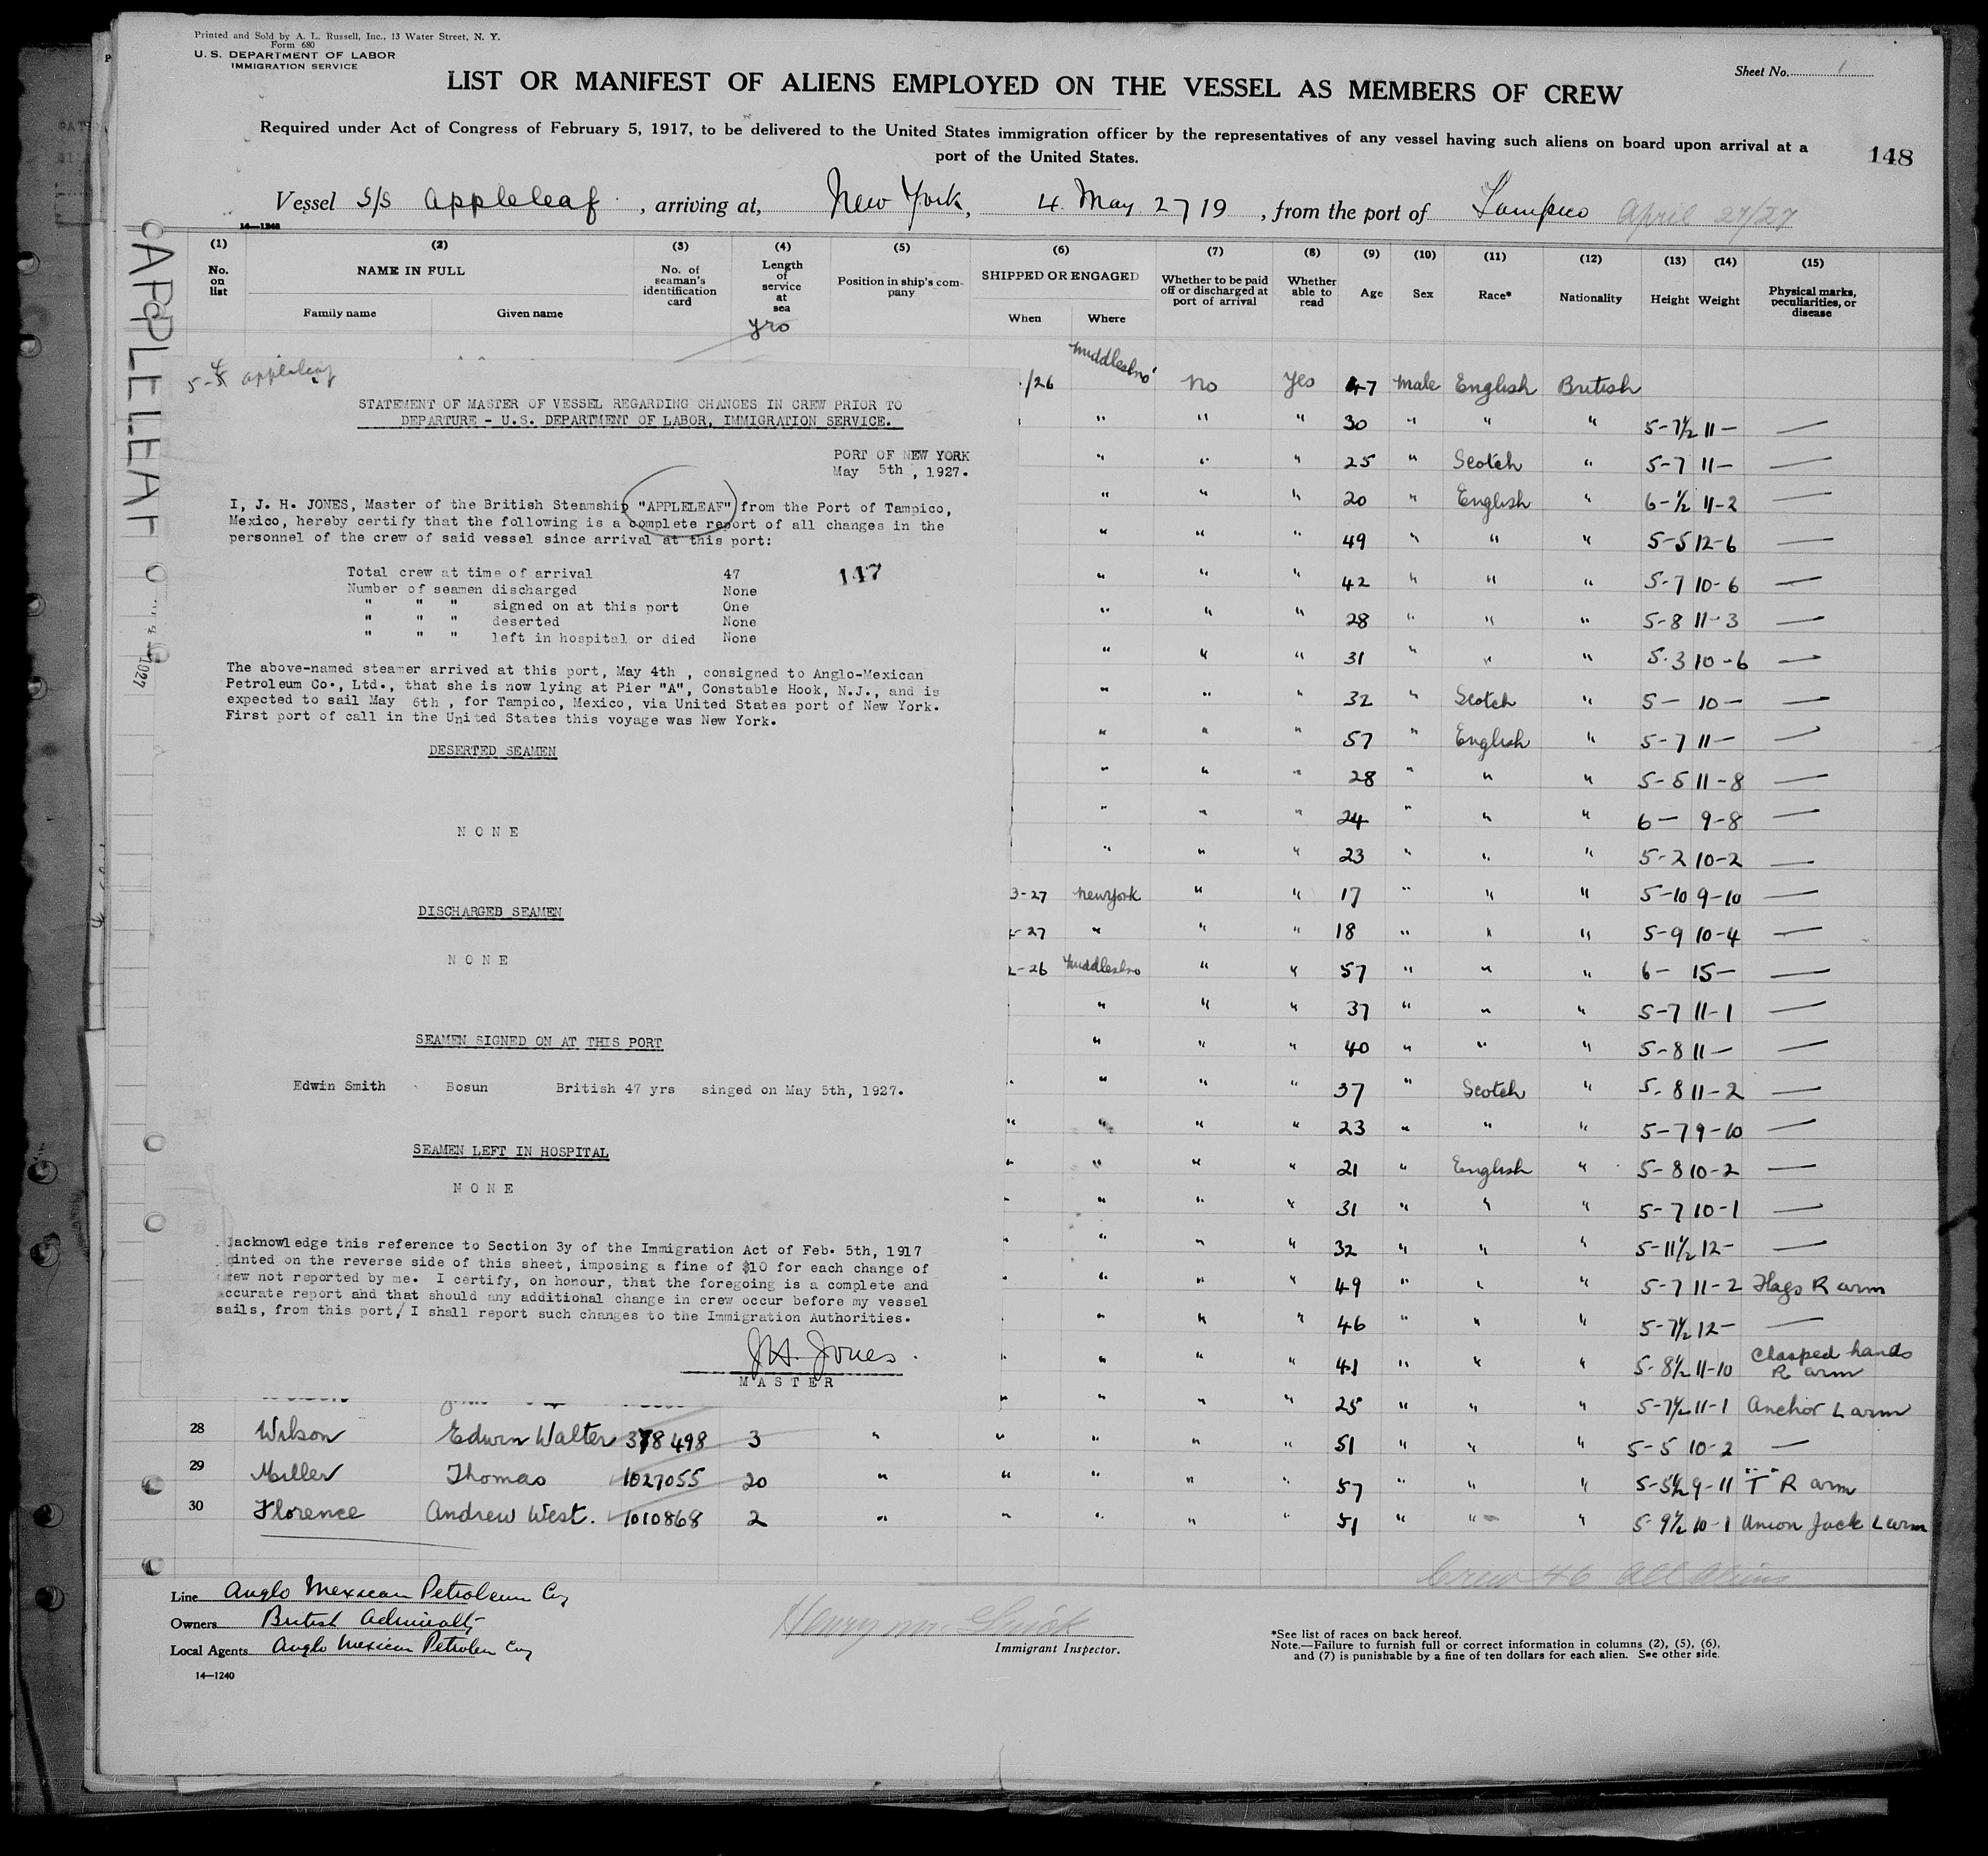 Printed and Sold by A. L. Russell, Inc., 13 Water Street, N. Y.
Form 680
U. S. DEPARTMENT OF LABOR
IMMIGRATION SERVICE
Sheet No. 1
LIST OR MANIFEST OF ALIENS EMPLOYED ON THE VESSEL AS MEMBERS OF CREW
Required under Act of Congress of February 5, 1917, to be delivered to the United States immigration officer by the representatives of any vessel having such aliens on board upon arrival at a
port of the United States.
148
Vessel S/S Appleleaf, arriving at, New York, 4 May 27 19, from the port of Tampico April 27/27
14—1240
APPLELEAF
1927
(1) (2) (3) (4) (5) (6) (7) (8) (9) (10) (11) (12) (13) (14) (15)
No. on list
NAME IN FULL
Family name
Given name
No. of seaman's identification card
Length of service at sea
yrs
Position in ship's company
SHIPPED OR ENGAGED
When
Where
Whether to be paid off or discharged at port of arrival
Whether able to read
Age
Sex
Race*
Nationality
Height
Weight
Physical marks, peculiarities, or disease
5-4 Appleleaf
STATEMENT OF MASTER OF VESSEL REGARDING CHANGES IN CREW PRIOR TO
DEPARTURE - U.S. DEPARTMENT OF LABOR, IMMIGRATION SERVICE.
PORT OF NEW YORK
May 5th, 1927.
I, J. H. JONES, Master of the British Steamship "APPLELEAF" from the Port of Tampico,
Mexico, hereby certify that the following is a complete report of all changes in the
personnel of the crew of said vessel since arrival at this port:
147
Total crew at time of arrival 47
Number of seamen discharged None
" " " signed on at this port One
" " " deserted None
" " " left in hospital or died None
The above-named steamer arrived at this port, May 4th , consigned to Anglo-Mexican
Petroleum Co., Ltd., that she is now lying at Pier "A", Constable Hook, N.J., and is
expected to sail May 6th , for Tampico, Mexico, via United States port of New York.
First port of call in the United States this voyage was New York.
DESERTED SEAMEN
N O N E
DISCHARGED SEAMEN
N O N E
SEAMEN SIGNED ON AT THIS PORT
Edwin Smith Bosun British 47 yrs singed on May 5th, 1927.
SEAMEN LEFT IN HOSPITAL
N O N E
acknowledge this reference to Section 3y of the Immigration Act of Feb. 5th, 1917
inted on the reverse side of this sheet, imposing a fine of $10 for each change of
rew not reported by me. I certify, on honour, that the foregoing is a complete and
accurate report and that should any additional change in crew occur before my vessel
sails, from this port, I shall report such changes to the Immigration Authorities.
J.H. Jones.
M A S T E R
/26 Middlesbro' no yes 47 Male English British
" " " 30 " " " 5-7½ 11— —
" " " 25 " Scotch " 5-7 11— —
" " " 20 " English " 6-½ 11-2 —
" " " 49 " " " 5-5 12-6 —
" " " 42 " " " 5-7 10-6 —
" " " 28 " " " 5-8 11-3 —
" " " 31 " " " 5-3 10-6 —
" " " 32 " Scotch " 5— 10— —
" " " 57 " English " 5-7 11— —
" " " 28 " " " 5-5 11-8 —
" " " 24 " " " 6— 9-8 —
" " " 23 " " " 5-2 10-2 —
3-27 New York " " 17 " " " 5-10 9-10 —
-27 " " " 18 " " " 5-9 10-4 —
2-26 Middlesbro " " 57 " " " 6- 15— —
" " " 37 " " " 5-7 11-1 —
" " " 40 " " " 5-8 11— —
" " " " 37 " Scotch " 5-8 11-2 —
" " " " 23 " " " 5-7 9-10 —
" " " " 21 " English " 5-8 10-2 —
" " " " 31 " " " 5-7 10-1 —
" " " " 32 " " " 5-11½ 12- —
" " " " 49 " " " 5-7 11-2 Flags R arm
" " " " 46 " " " 5-7½ 12- —
" " " " 41 " " " 5-8½ 11-10 Clasped hands R arm
" " " " 25 " " " 5-7½ 11-1 Anchor L arm
28 Wilson Edwin Walter 378498 3 " " " " " 51 " " " 5-5 10-2 —
29 Miller Thomas 1027055 20 " " " " " 57 " " " 5-5½ 9-11 "T" R arm
30 Florence Andrew West. 1010868 2 " " " " " 51 " " " 5-9½ 10-1 Union Jack L arm
Crew 46 All Aliens
Line Anglo Mexican Petroleum Coy
Owners British Admiralty
Local Agents Anglo Mexican Petroleum Coy
14—1240
Immigrant Inspector.
*See list of races on back hereof.
Note.—Failure to furnish full or correct information in columns (2), (5), (6),
and (7) is punishable by a fine of ten dollars for each alien. See other side.